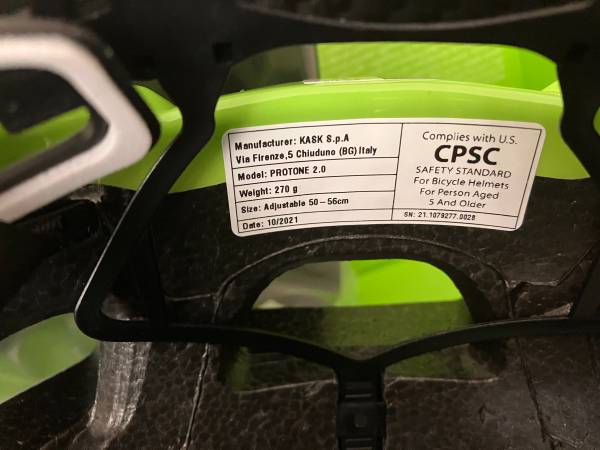 Manufacturer: KASK S.p.A
Via Firenze,5 Chiuduno (BG) Italy
Model: PROTONE 2.0
Weight: 270 g
Size: Adjustable 50-56cm
Date: 10/2021
Complies with U.S.
CPSC
SAFETY STANDARD
For Bicycle Helmets
For Person Aged
5 And Older
SN: 21.1079277.0028